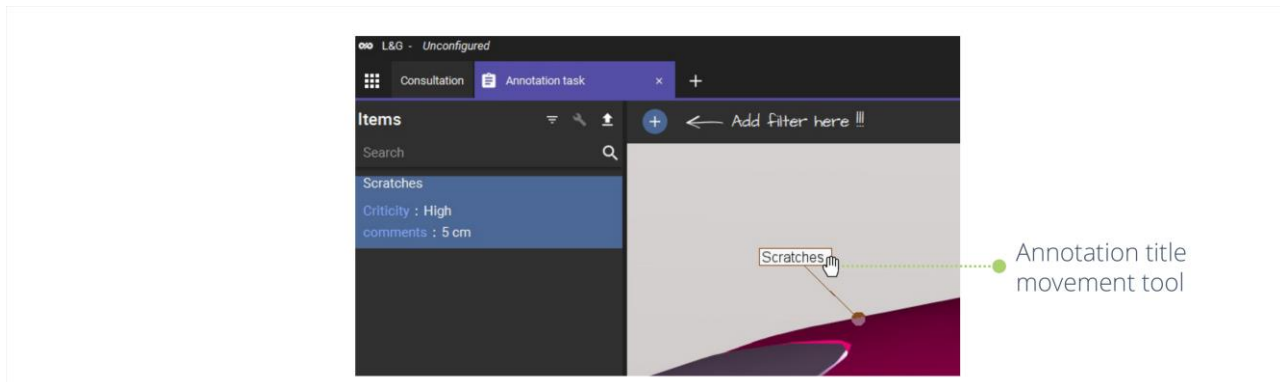 L&G - Unconfigured
Consultation
Annotation task
Items
Add filter here !!!
Search
Scratches
Criticity : High
comments : 5 cm
Scratches
Annotation title
movement tool